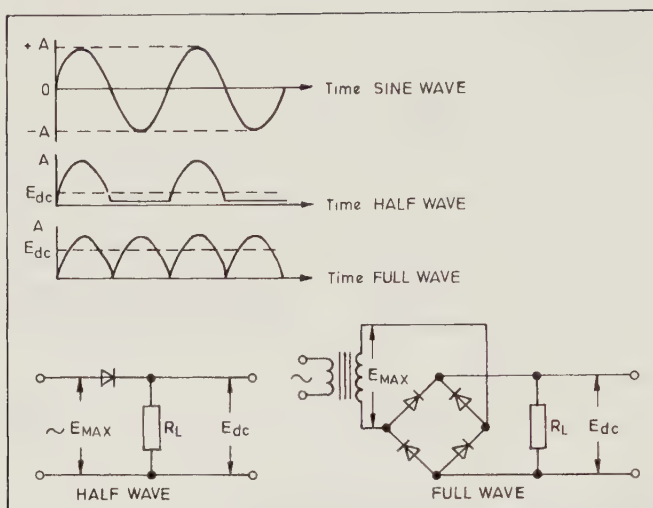 + A
0
Time SINE WAVE
−A
A
Edc
Time HALF WAVE
A
Edc
Time FULL WAVE
~ EMAX
RL
Edc
HALF WAVE
~
EMAX
RL
Edc
FULL WAVE